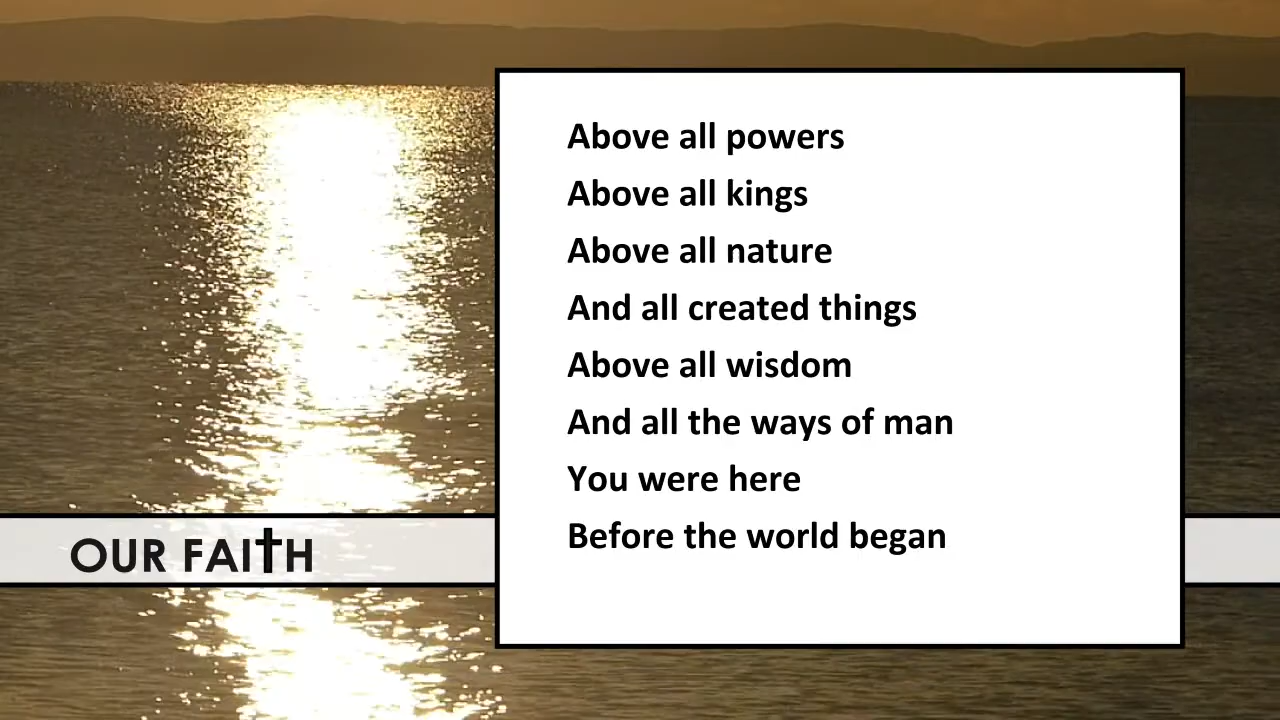 Above all powers
Above all kings
Above all nature
And all created things
Above all wisdom
And all the ways of man
You were here
Before the world began
OUR FAITH